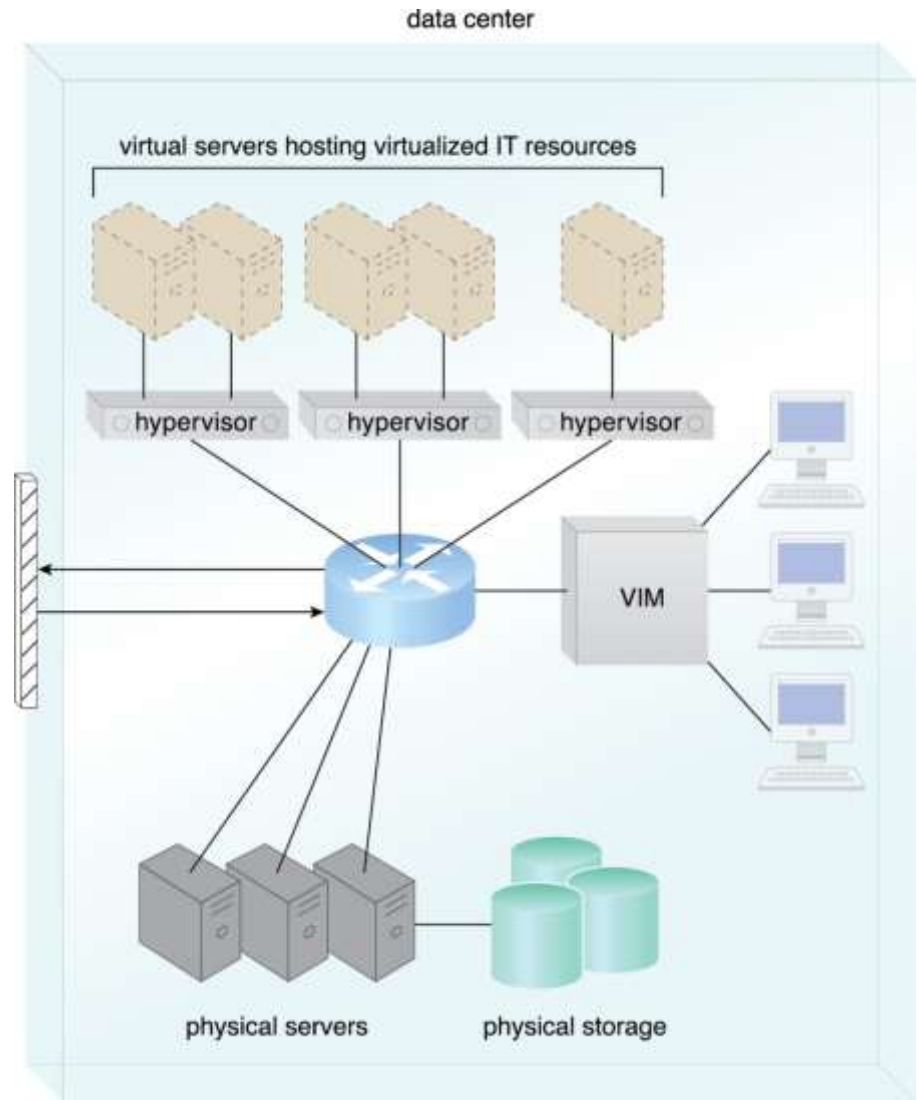 data center
virtual servers hosting virtualized IT resources
hypervisor
hypervisor
hypervisor
VIM
physical servers
physical storage